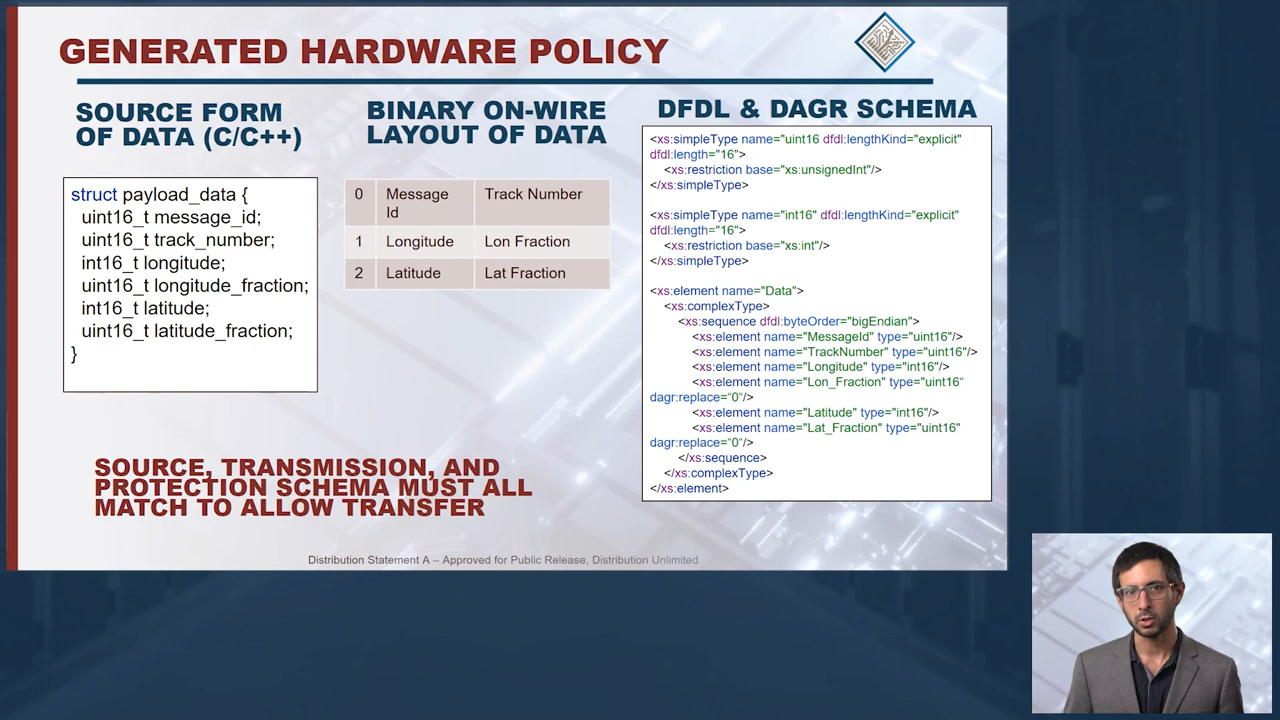 GENERATED HARDWARE POLICY
SOURCE FORM
OF DATA (C/C++)
struct payload_data {
uint16_t message_id;
uint16_t track_number;
int16_t longitude;
uint16_t longitude_fraction;
int16_t latitude;
uint16_t latitude_fraction;
}
BINARY ON-WIRE
LAYOUT OF DATA
0 Message Id Track Number
1 Longitude Lon Fraction
2 Latitude Lat Fraction
DFDL & DAGR SCHEMA
<xs:simpleType name="uint16 dfdl:lengthKind="explicit"
dfdl:length="16">
<xs:restriction base="xs:unsignedInt"/>
</xs:simpleType>
<xs:simpleType name="int16" dfdl:lengthKind="explicit"
dfdl:length="16">
<xs:restriction base="xs:int"/>
</xs:simpleType>
<xs:element name="Data">
<xs:complexType>
<xs:sequence dfdl:byteOrder="bigEndian">
<xs:element name="MessageId" type="uint16"/>
<xs:element name="TrackNumber" type="uint16"/>
<xs:element name="Longitude" type="int16"/>
<xs:element name="Lon_Fraction" type="uint16“
dagr:replace=“0“/>
<xs:element name="Latitude" type="int16"/>
<xs:element name="Lat_Fraction" type="uint16"
dagr:replace=“0“/>
</xs:sequence>
</xs:complexType>
</xs:element>
SOURCE, TRANSMISSION, AND
PROTECTION SCHEMA MUST ALL
MATCH TO ALLOW TRANSFER
Distribution Statement A – Approved for Public Release, Distribution Unlimited